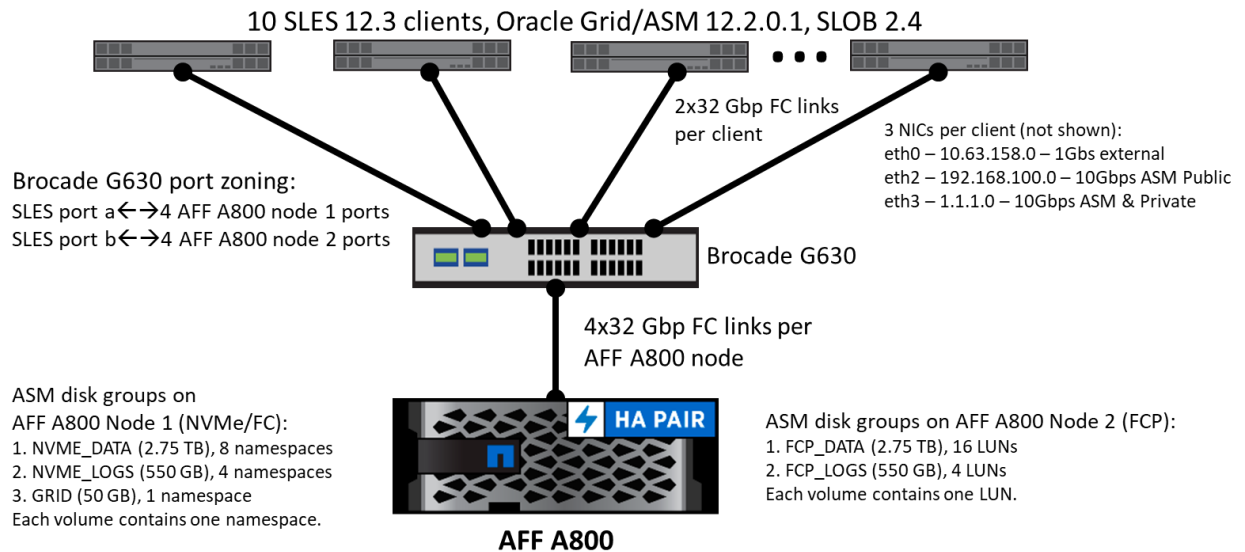 10 SLES 12.3 clients, Oracle Grid/ASM 12.2.0.1, SLOB 2.4
2x32 Gbp FC links
per client
3 NICs per client (not shown):
eth0 – 10.63.158.0 – 1Gbs external
eth2 – 192.168.100.0 – 10Gbps ASM Public
eth3 – 1.1.1.0 – 10Gbps ASM & Private
Brocade G630 port zoning:
SLES port a←→4 AFF A800 node 1 ports
SLES port b←→4 AFF A800 node 2 ports
Brocade G630
4x32 Gbp FC links per
AFF A800 node
ASM disk groups on
AFF A800 Node 1 (NVMe/FC):
1. NVME_DATA (2.75 TB), 8 namespaces
2. NVME_LOGS (550 GB), 4 namespaces
3. GRID (50 GB), 1 namespace
Each volume contains one namespace.
HA PAIR
ASM disk groups on AFF A800 Node 2 (FCP):
1. FCP_DATA (2.75 TB), 16 LUNs
2. FCP_LOGS (550 GB), 4 LUNs
Each volume contains one LUN.
AFF A800